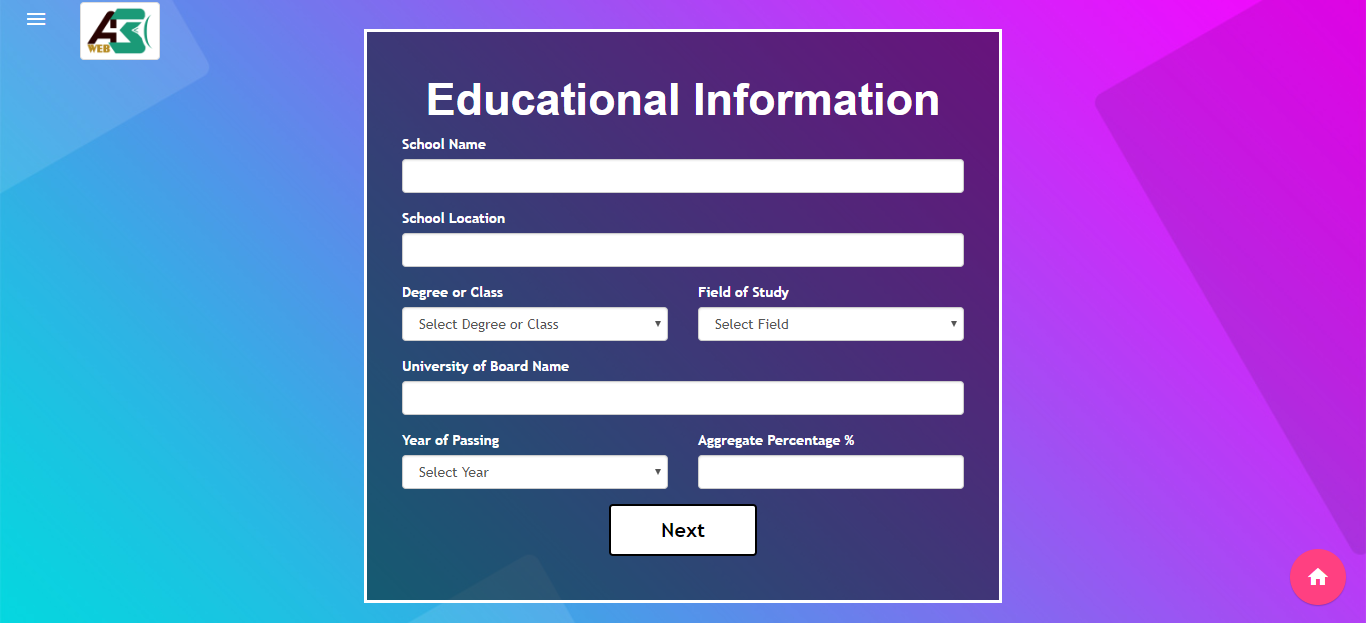 A3
WEB
Educational Information
School Name
School Location
Degree or Class Field of Study
Select Degree or Class Select Field
University of Board Name
Year of Passing Aggregate Percentage %
Select Year
Next